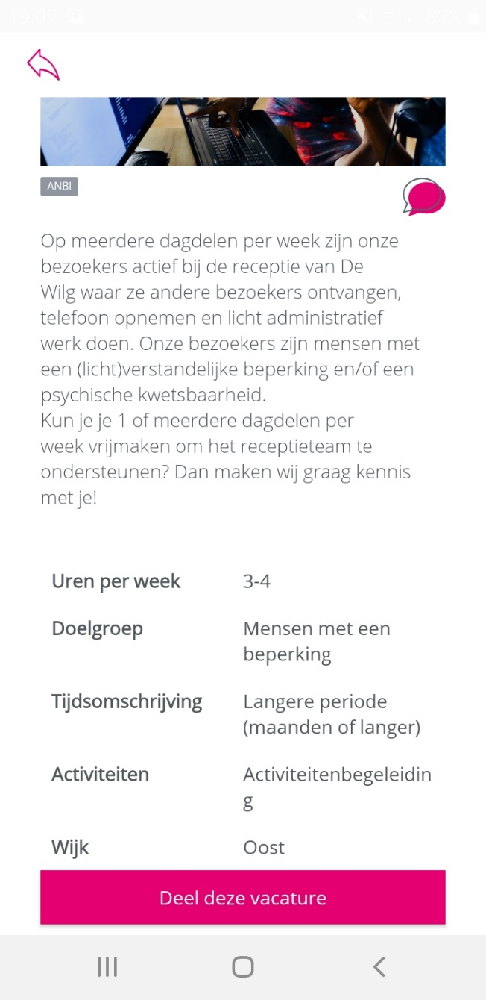 19:07
83%
ANBI
Op meerdere dagdelen per week zijn onze
bezoekers actief bij de receptie van De
Wilg waar ze andere bezoekers ontvangen,
telefoon opnemen en licht administratief
werk doen. Onze bezoekers zijn mensen met
een (licht)verstandelijke beperking en/of een
psychische kwetsbaarheid.
Kun je je 1 of meerdere dagdelen per
week vrijmaken om het receptieteam te
ondersteunen? Dan maken wij graag kennis
met je!
Uren per week 3-4
Doelgroep Mensen met een
beperking
Tijdsomschrijving Langere periode
(maanden of langer)
Activiteiten Activiteitenbegeleidin
g
Wijk Oost
Deel deze vacature